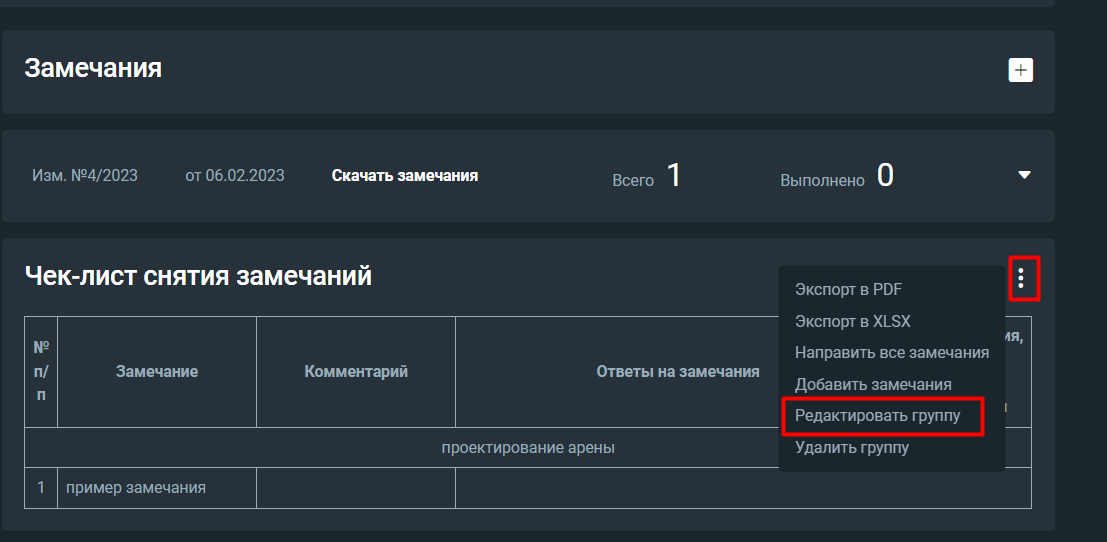 Замечания
Изм. №4/2023 от 06.02.2023 Скачать замечания Всего 1 Выполнено 0
Чек-лист снятия замечаний
Экспорт в PDF
Экспорт в XLSX
Направить все замечания
Добавить замечания
Редактировать группу
Удалить группу
№
п/
п
Замечание
Комментарий
Ответы на замечания
проектирование арены
1 пример замечания